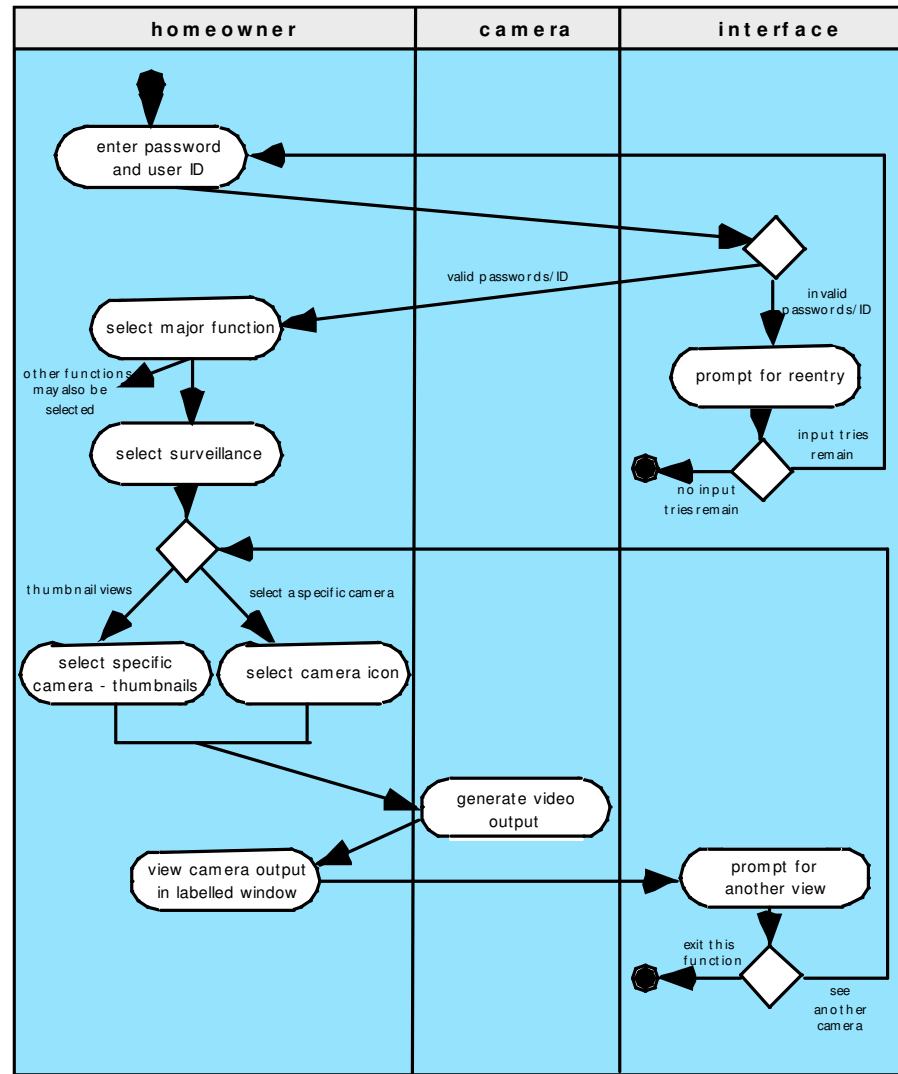 homeowner
camera
interface
enter password
and user ID
valid passwords/ID
invalid
passwords/ID
select major function
other functions
may also be
selected
prompt for reentry
select surveillance
input tries
remain
no input
tries remain
thumbnail views
select a specific camera
select specific
camera - thumbnails
select camera icon
generate video
output
view camera output
in labelled window
prompt for
another view
exit this
function
see
another
camera